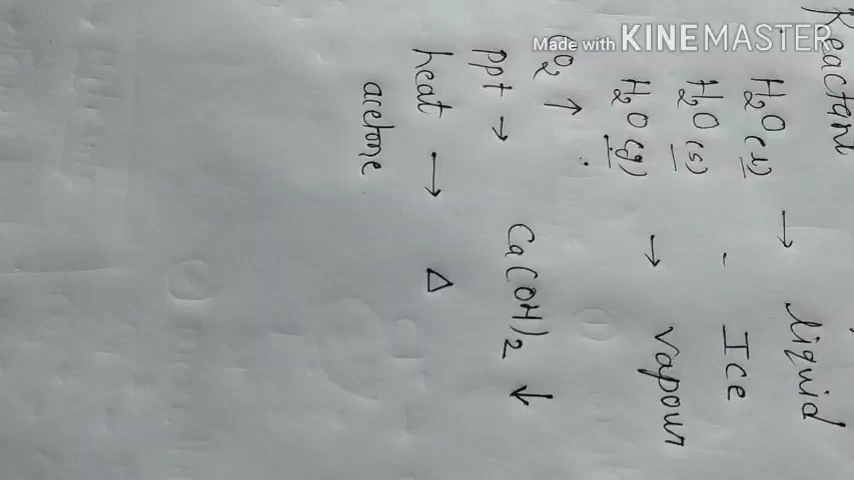 Reactant
H₂O (l) → liquid
H₂O (s) - Ice
H₂O (g) → vapour
CO₂ ↑
ppt → Ca(OH)₂ ↓
heat → Δ
acetone
Made with KINEMASTER